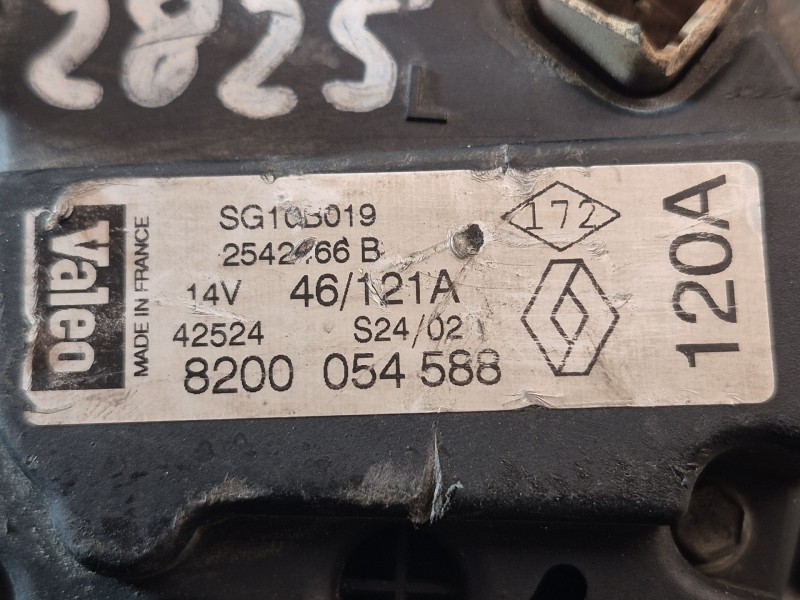 2825
L
Valeo
MADE IN FRANCE
SG10B019
14V 46/121A
42524 S24/02
8200 054 588
172
120A